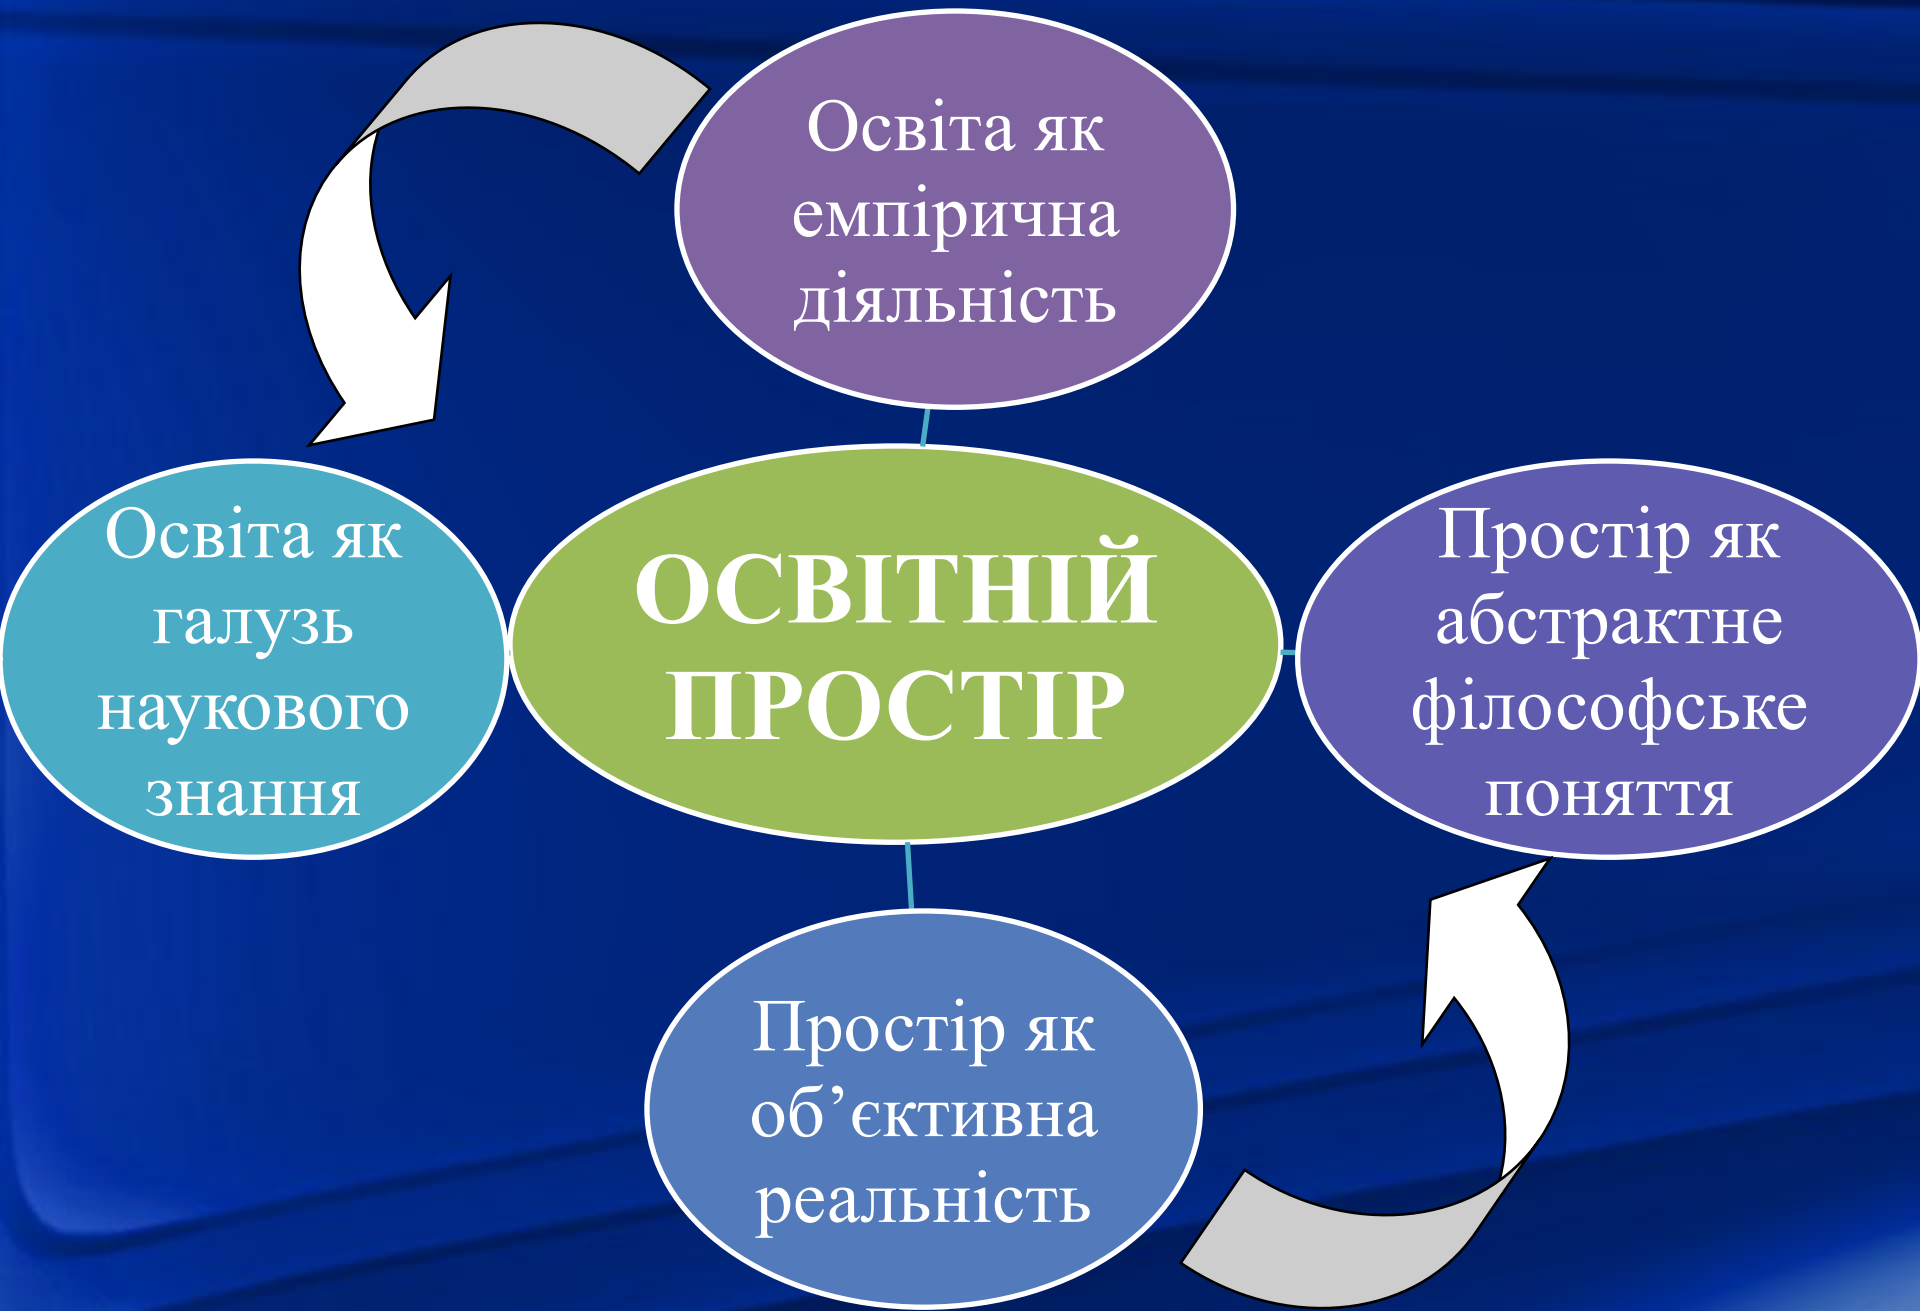 Освіта як
емпірична
діяльність
Освіта як
галузь
наукового
знання
ОСВІТНІЙ
ПРОСТІР
Простір як
абстрактне
філософське
поняття
Простір як
об’єктивна
реальність